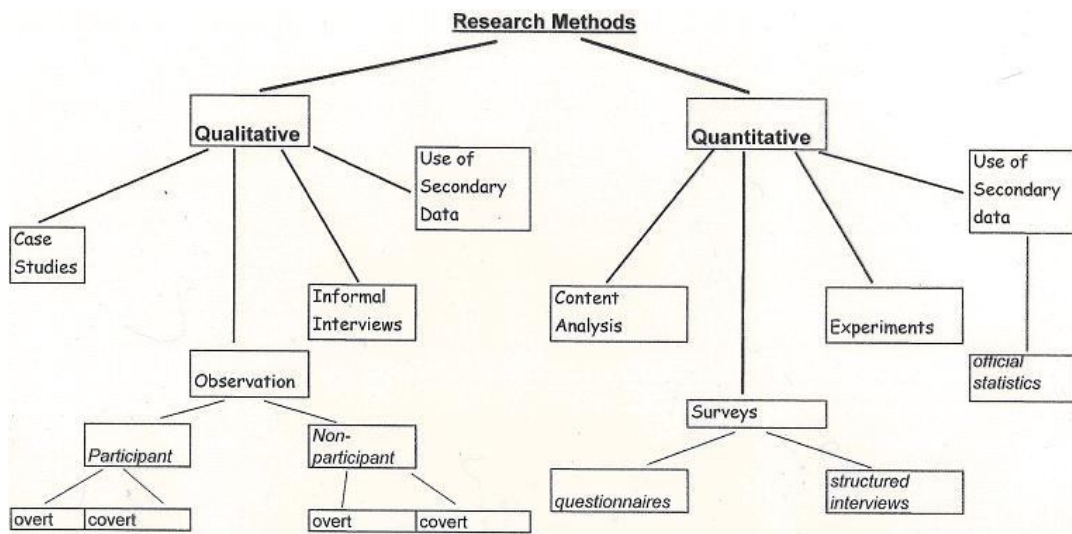 Research Methods
Qualitative
Quantitative
Use of
Secondary
Data
Use of
Secondary
data
Case
Studies
Informal
Interviews
Content
Analysis
Experiments
Observation
official
statistics
Surveys
Participant
Non-
participant
questionnaires
structured
interviews
overt covert
overt covert